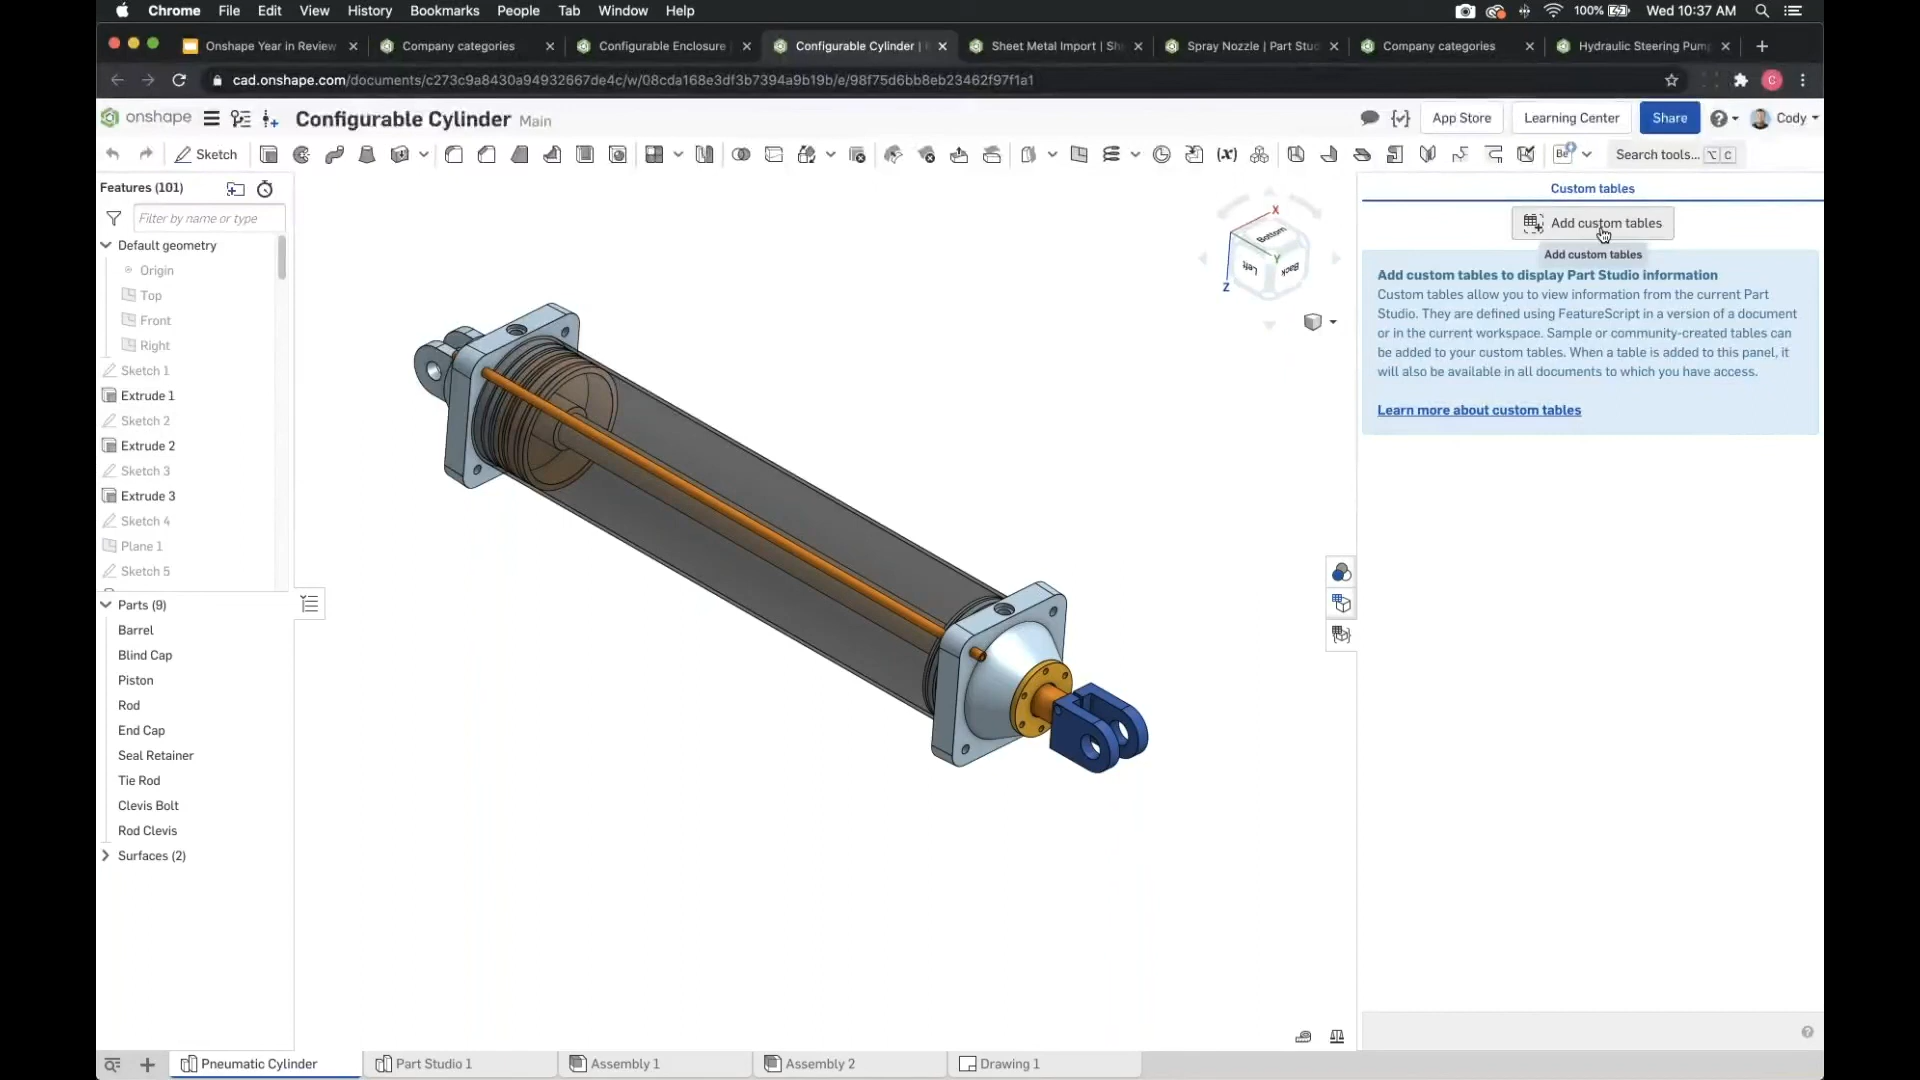 Chrome File Edit View History Bookmarks People Tab Window Help 100% Wed 10:37 AM
Onshape Year in Review Company categories Configurable Enclosure Configurable Cylinder | Sheet Metal Import | Sh Spray Nozzle | Part Stud Company categories Hydraulic Steering Pump
cad.onshape.com/documents/c273c9a8430a94932667de4c/w/08cda168e3df3b7394a9b19b/e/98f75d6bb8eb23462f97f1a1 C
onshape Configurable Cylinder Main App Store Learning Center Share Cody
Sketch (x) Be Search tools... ⌥ C
Features (101)
Filter by name or type
Default geometry
Origin
Top
Front
Right
Sketch 1
Extrude 1
Sketch 2
Extrude 2
Sketch 3
Extrude 3
Sketch 4
Plane 1
Sketch 5
Parts (9)
Barrel
Blind Cap
Piston
Rod
End Cap
Seal Retainer
Tie Rod
Clevis Bolt
Rod Clevis
Surfaces (2)
X
Bottom
Y
Left Back
Z
Custom tables
Add custom tables
Add custom tables
Add custom tables to display Part Studio information
Custom tables allow you to view information from the current Part
Studio. They are defined using FeatureScript in a version of a document
or in the current workspace. Sample or community-created tables can
be added to your custom tables. When a table is added to this panel, it
will also be available in all documents to which you have access.
Learn more about custom tables
Pneumatic Cylinder Part Studio 1 Assembly 1 Assembly 2 Drawing 1